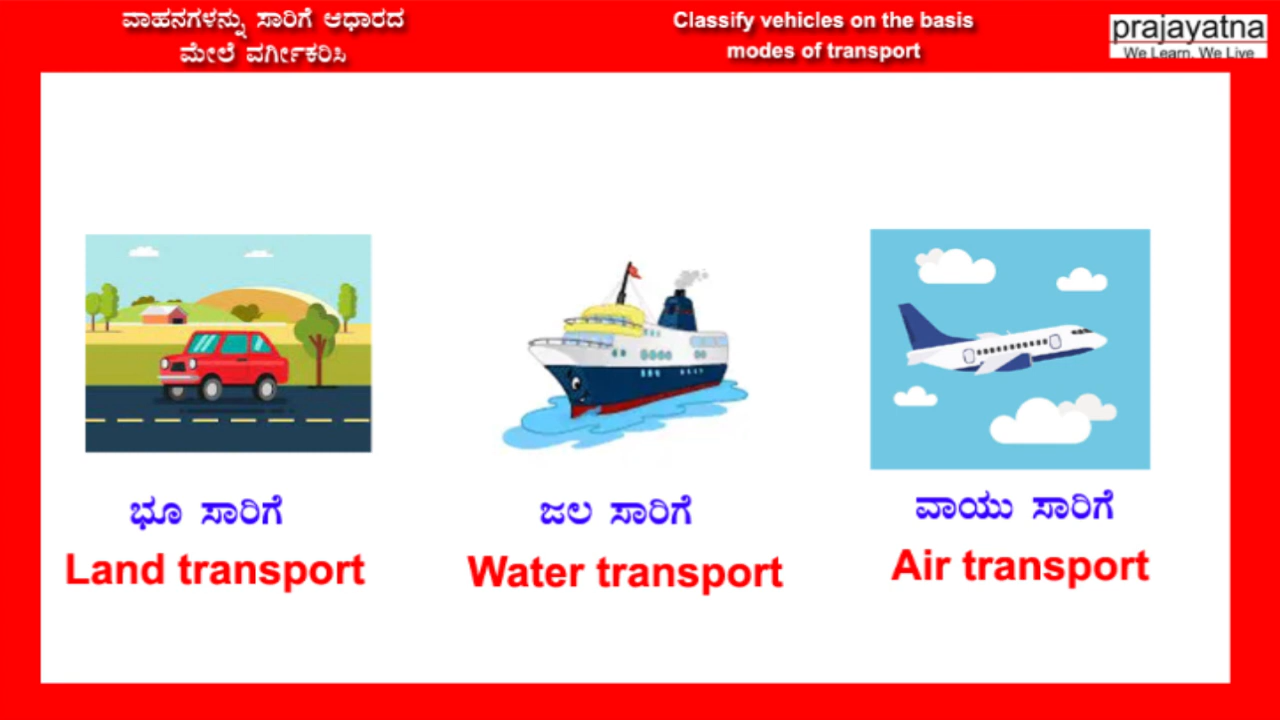 ವಾಹನಗಳನ್ನು ಸಾರಿಗೆ ಆಧಾರದ
ಮೇಲೆ ವರ್ಗೀಕರಿಸಿ
Classify vehicles on the basis
modes of transport
prajayatna
We Learn, We Live
ಭೂ ಸಾರಿಗೆ
Land transport
ಜಲ ಸಾರಿಗೆ
Water transport
ವಾಯು ಸಾರಿಗೆ
Air transport